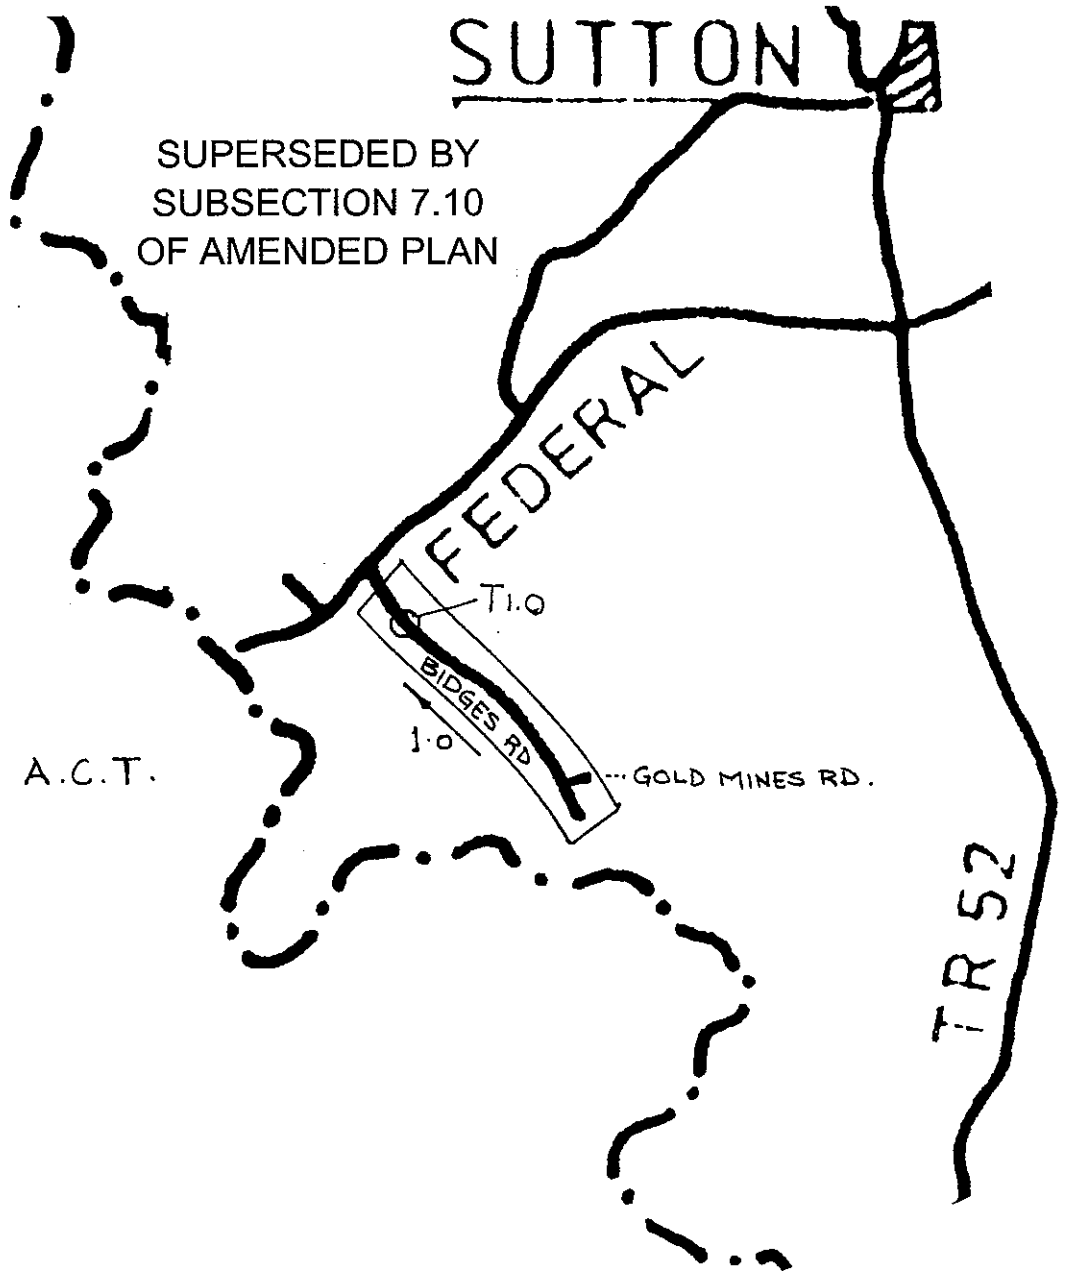 SUTTON
SUPERSEDED BY
SUBSECTION 7.10
OF AMENDED PLAN
FEDERAL
T1.0
BIDGES RD
1.0
A.C.T.
GOLD MINES RD.
TR 52